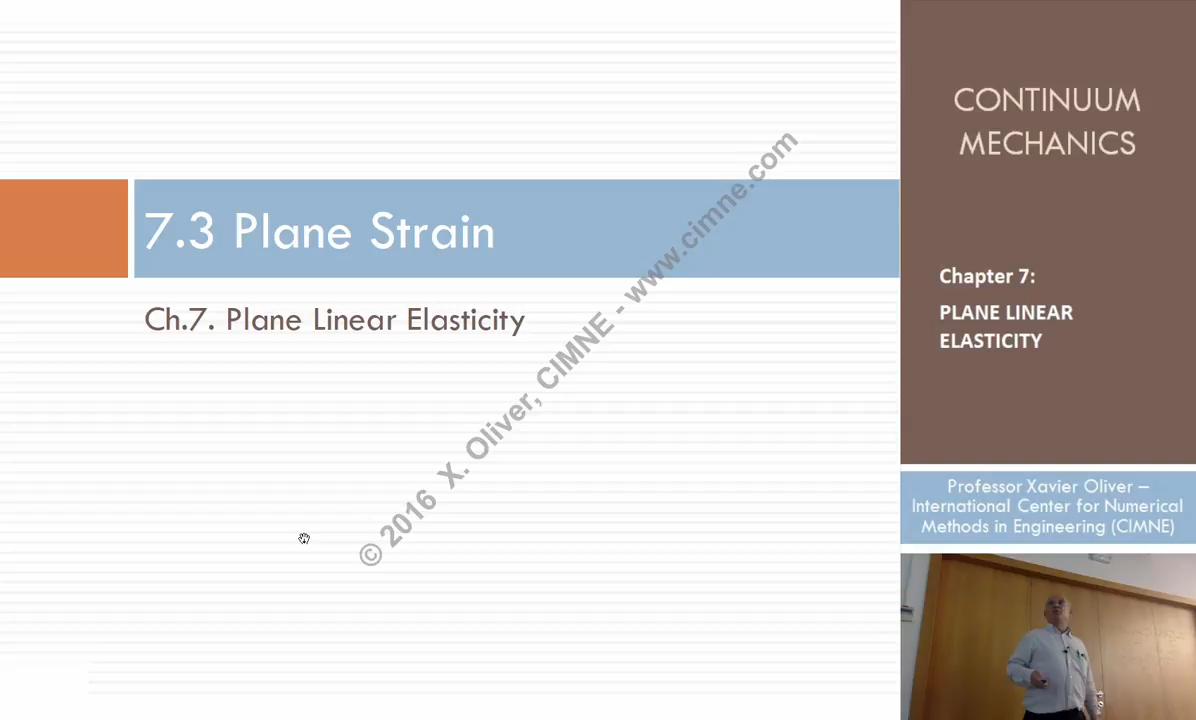 7.3 Plane Strain
Ch.7. Plane Linear Elasticity
© 2016 X. Oliver, CIMNE - www.cimne.com
CONTINUUM
MECHANICS
Chapter 7:
PLANE LINEAR
ELASTICITY
Professor Xavier Oliver –
International Center for Numerical
Methods in Engineering (CIMNE)